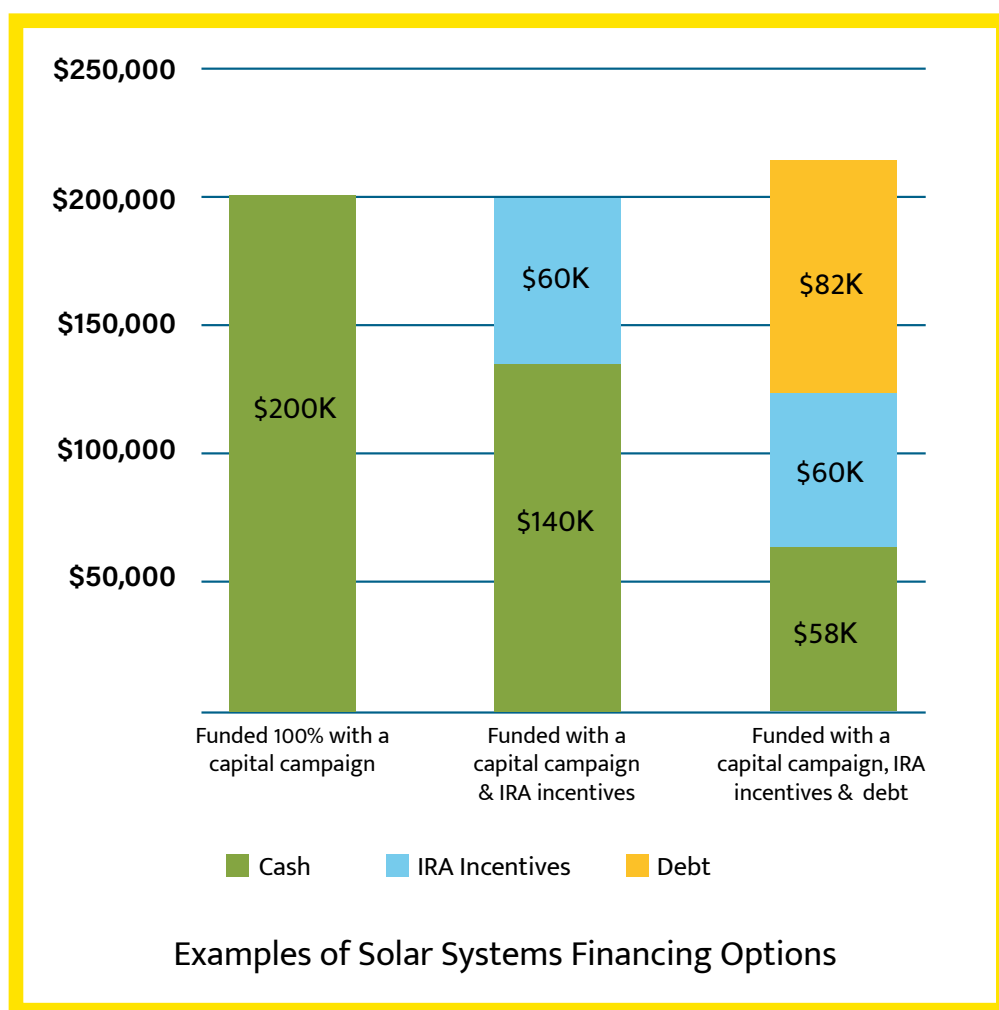 $250,000
$200,000
$150,000
$100,000
$50,000
$200K
$60K
$140K
$82K
$60K
$58K
Funded 100% with a
capital campaign
Funded with a
capital campaign
& IRA incentives
Funded with a
capital campaign, IRA
incentives & debt
Cash
IRA Incentives
Debt
Examples of Solar Systems Financing Options